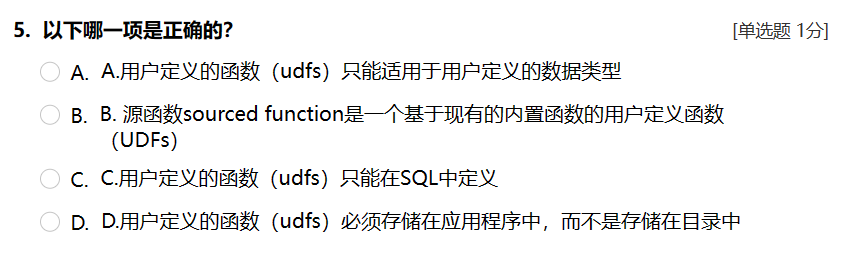 5. 以下哪一项是正确的? [单选题 1分]
A. A.用户定义的函数（udfs）只能适用于用户定义的数据类型
B. B. 源函数sourced function是一个基于现有的内置函数的用户定义函数
（UDFs）
C. C.用户定义的函数（udfs）只能在SQL中定义
D. D.用户定义的函数（udfs）必须存储在应用程序中，而不是存储在目录中